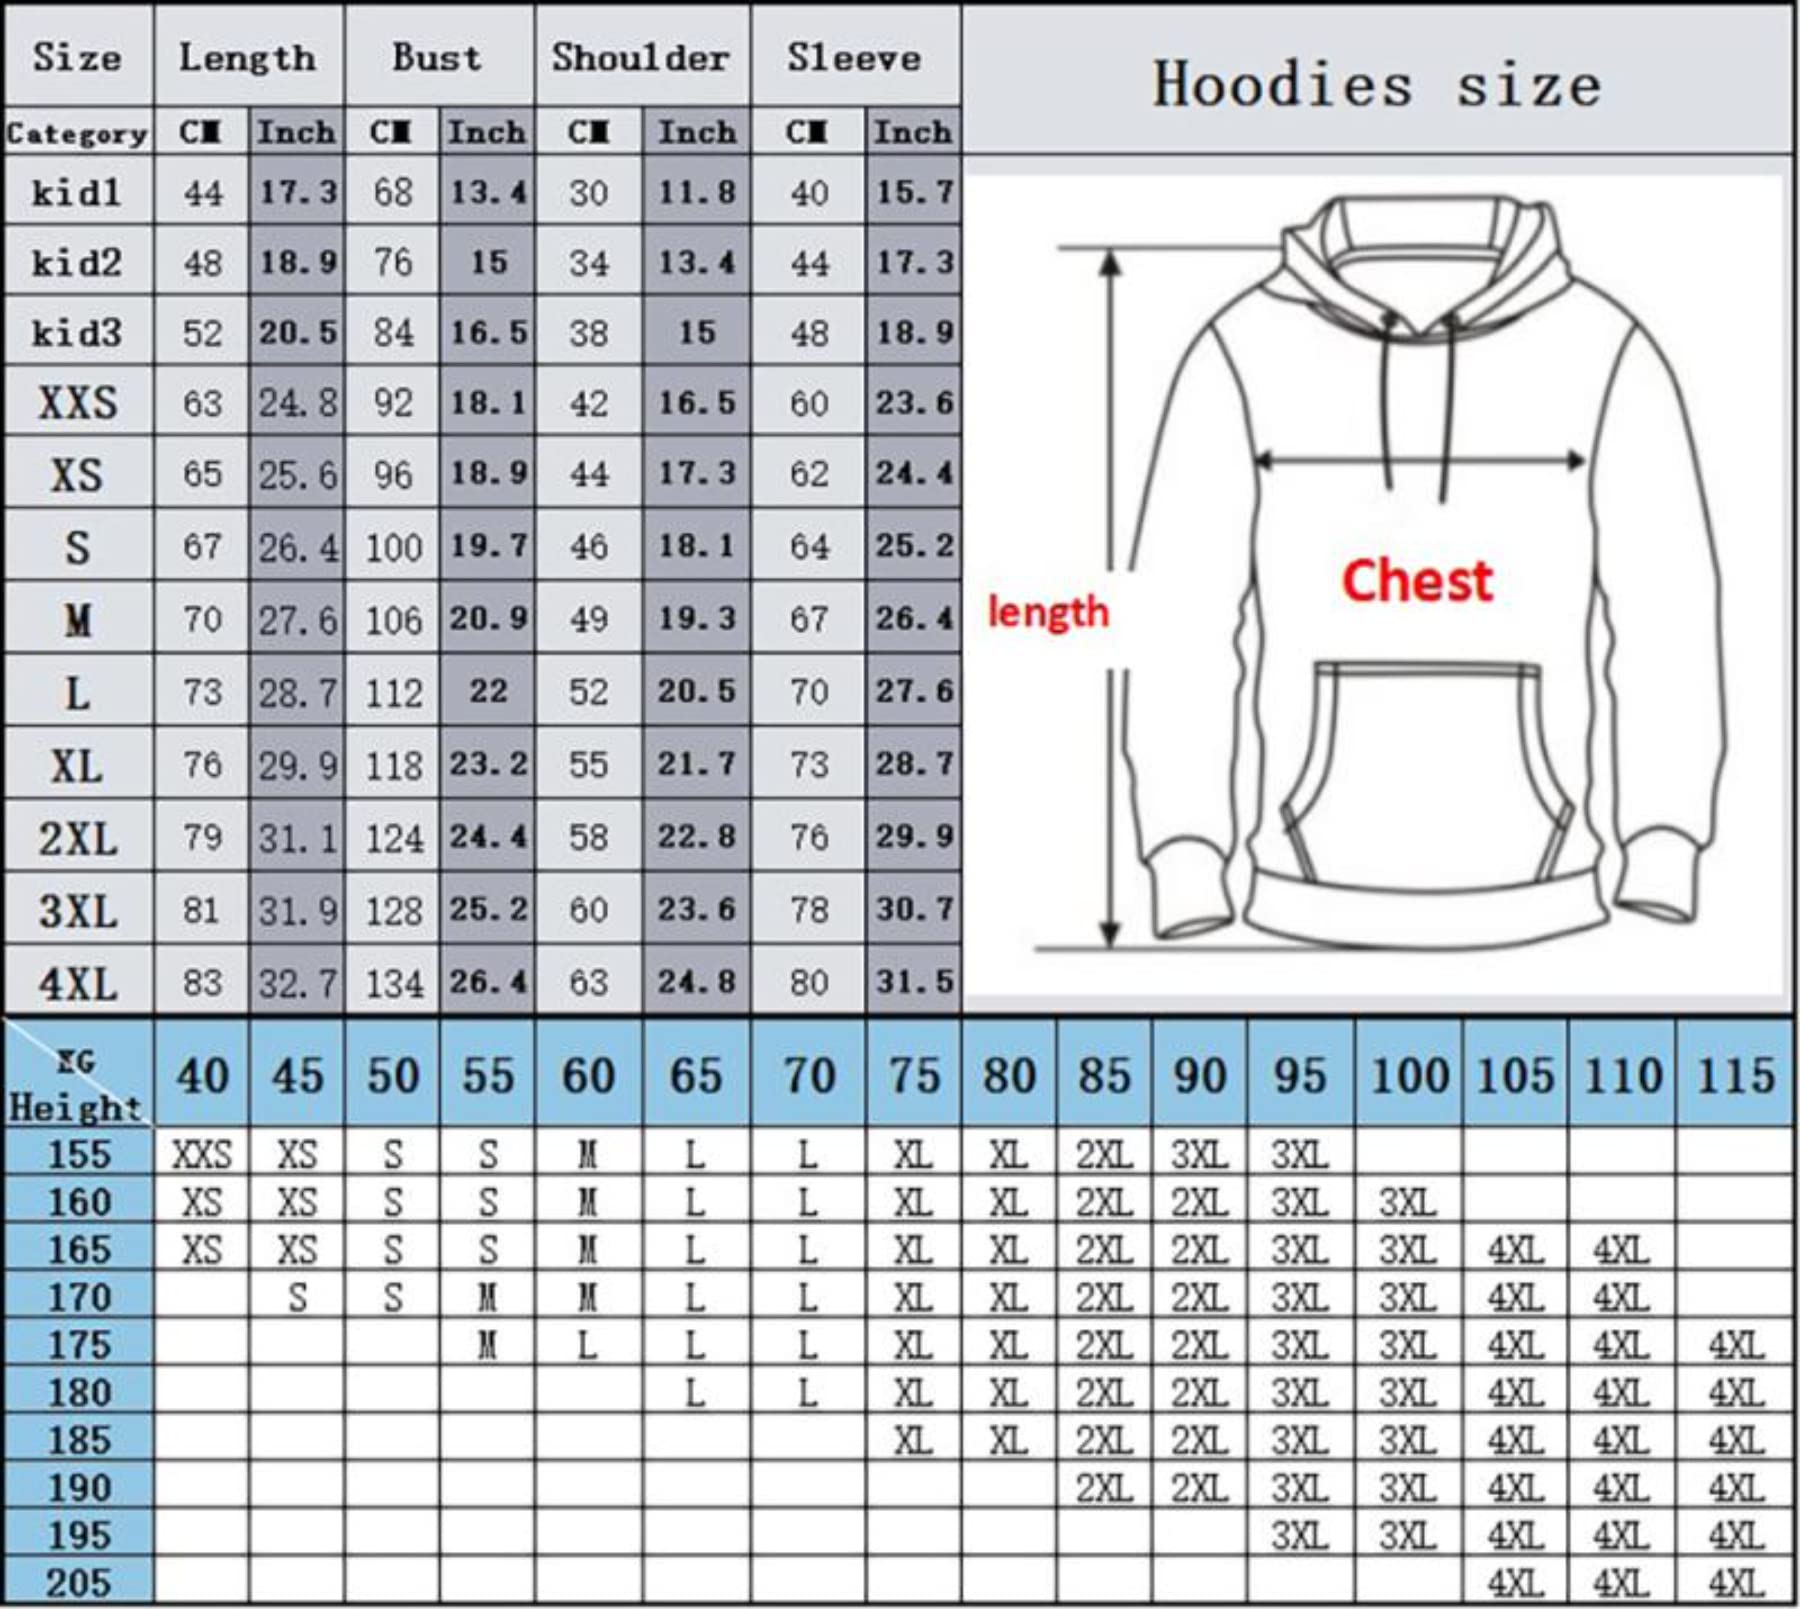 Size Length Bust Shoulder Sleeve Hoodies size
Category CM Inch CM Inch CM Inch CM Inch
kid1 44 17.3 68 13.4 30 11.8 40 15.7
kid2 48 18.9 76 15 34 13.4 44 17.3
kid3 52 20.5 84 16.5 38 15 48 18.9
XXS 63 24.8 92 18.1 42 16.5 60 23.6
XS 65 25.6 96 18.9 44 17.3 62 24.4
S 67 26.4 100 19.7 46 18.1 64 25.2
M 70 27.6 106 20.9 49 19.3 67 26.4
L 73 28.7 112 22 52 20.5 70 27.6
XL 76 29.9 118 23.2 55 21.7 73 28.7
2XL 79 31.1 124 24.4 58 22.8 76 29.9
3XL 81 31.9 128 25.2 60 23.6 78 30.7
4XL 83 32.7 134 26.4 63 24.8 80 31.5
Chest
length
KG
Height
40 45 50 55 60 65 70 75 80 85 90 95 100 105 110 115
155 XXS XS S S M L L XL XL 2XL 3XL 3XL
160 XS XS S S M L L XL XL 2XL 2XL 3XL 3XL
165 XS XS S S M L L XL XL 2XL 2XL 3XL 3XL 4XL 4XL
170 S S M M L L XL XL 2XL 2XL 3XL 3XL 4XL 4XL
175 M L L L XL XL 2XL 2XL 3XL 3XL 4XL 4XL 4XL
180 L L XL XL 2XL 2XL 3XL 3XL 4XL 4XL 4XL
185 XL XL 2XL 2XL 3XL 3XL 4XL 4XL 4XL
190 2XL 2XL 3XL 3XL 4XL 4XL 4XL
195 3XL 3XL 4XL 4XL 4XL
205 4XL 4XL 4XL